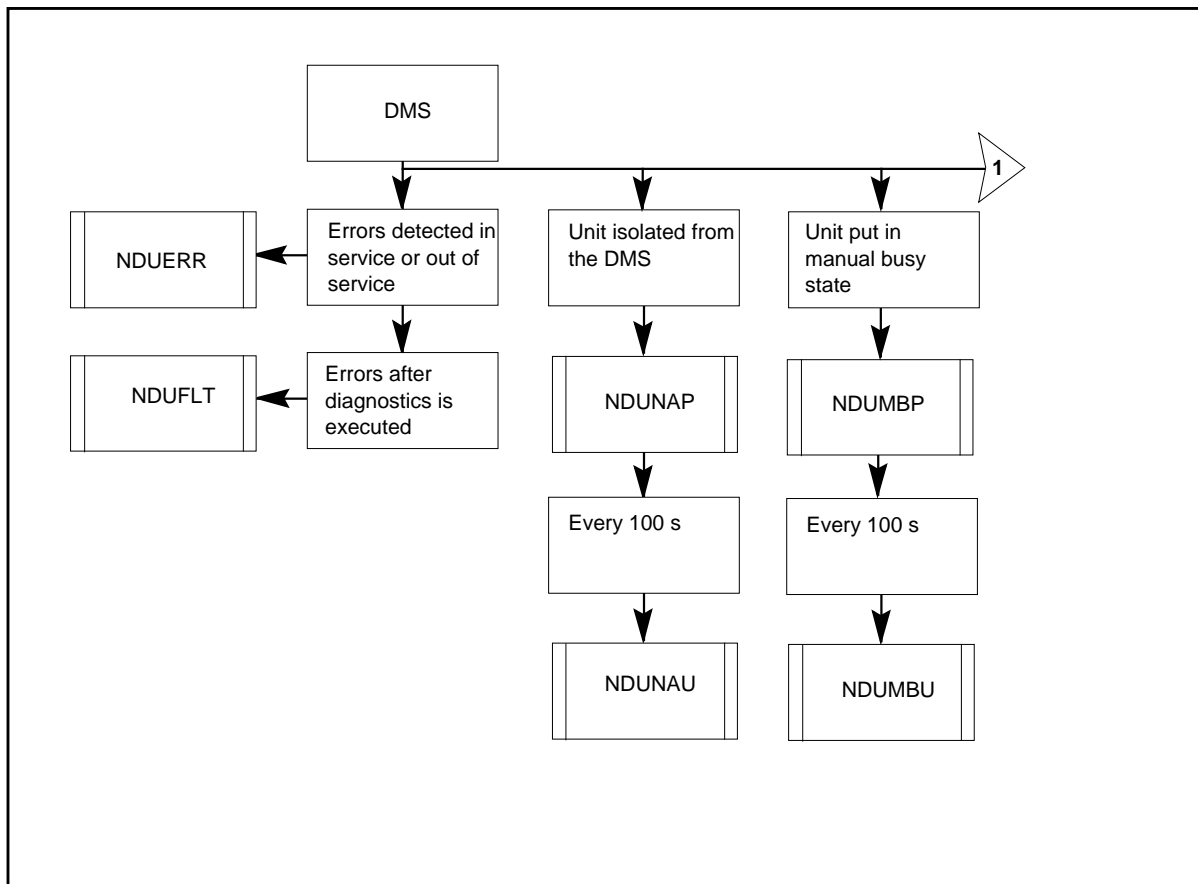 DMS
1
Errors detected in
service or out of
service
Unit isolated from
the DMS
Unit put in
manual busy
state
NDUERR
NDUFLT
Errors after
diagnostics is
executed
NDUNAP
NDUMBP
Every 100 s
Every 100 s
NDUNAU
NDUMBU